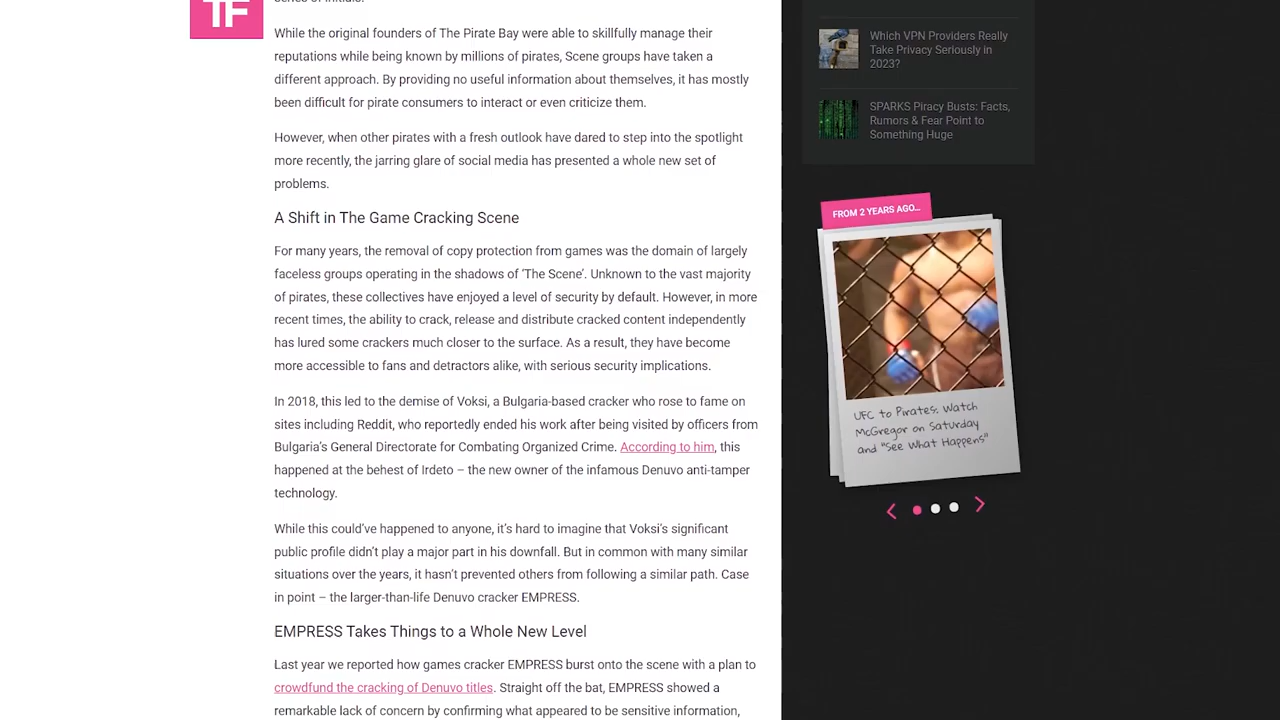 series of initials.
TF
While the original founders of The Pirate Bay were able to skillfully manage their
reputations while being known by millions of pirates, Scene groups have taken a
different approach. By providing no useful information about themselves, it has mostly
been difficult for pirate consumers to interact or even criticize them.
However, when other pirates with a fresh outlook have dared to step into the spotlight
more recently, the jarring glare of social media has presented a whole new set of
problems.
A Shift in The Game Cracking Scene
For many years, the removal of copy protection from games was the domain of largely
faceless groups operating in the shadows of ‘The Scene’. Unknown to the vast majority
of pirates, these collectives have enjoyed a level of security by default. However, in more
recent times, the ability to crack, release and distribute cracked content independently
has lured some crackers much closer to the surface. As a result, they have become
more accessible to fans and detractors alike, with serious security implications.
In 2018, this led to the demise of Voksi, a Bulgaria-based cracker who rose to fame on
sites including Reddit, who reportedly ended his work after being visited by officers from
Bulgaria’s General Directorate for Combating Organized Crime. According to him, this
happened at the behest of Irdeto – the new owner of the infamous Denuvo anti-tamper
technology.
While this could’ve happened to anyone, it’s hard to imagine that Voksi’s significant
public profile didn’t play a major part in his downfall. But in common with many similar
situations over the years, it hasn’t prevented others from following a similar path. Case
in point – the larger-than-life Denuvo cracker EMPRESS.
EMPRESS Takes Things to a Whole New Level
Last year we reported how games cracker EMPRESS burst onto the scene with a plan to
crowdfund the cracking of Denuvo titles. Straight off the bat, EMPRESS showed a
remarkable lack of concern by confirming what appeared to be sensitive information,
Which VPN Providers Really
Take Privacy Seriously in
2023?
SPARKS Piracy Busts: Facts,
Rumors & Fear Point to
Something Huge
FROM 2 YEARS AGO…
UFC to Pirates: Watch
McGregor on Saturday
and "See What Happens"